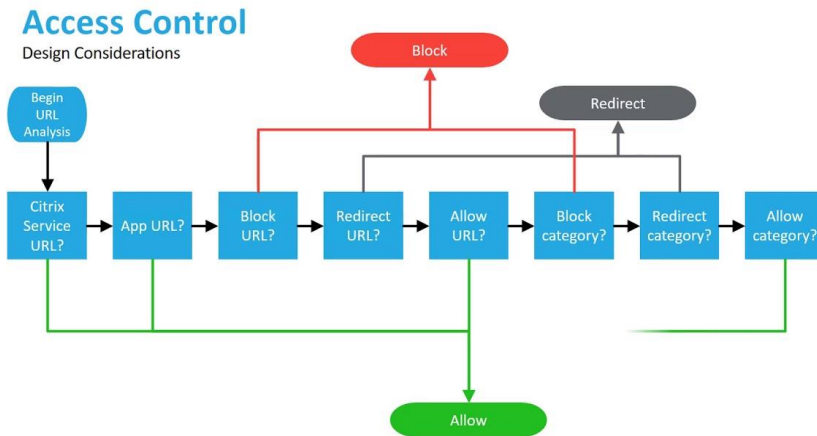 Access Control
Design Considerations
Block
Begin
URL
Analysis
Redirect
Citrix
Service
URL?
App URL?
Block
URL?
Redirect
URL?
Allow
URL?
Block
category?
Redirect
category?
Allow
category?
Allow